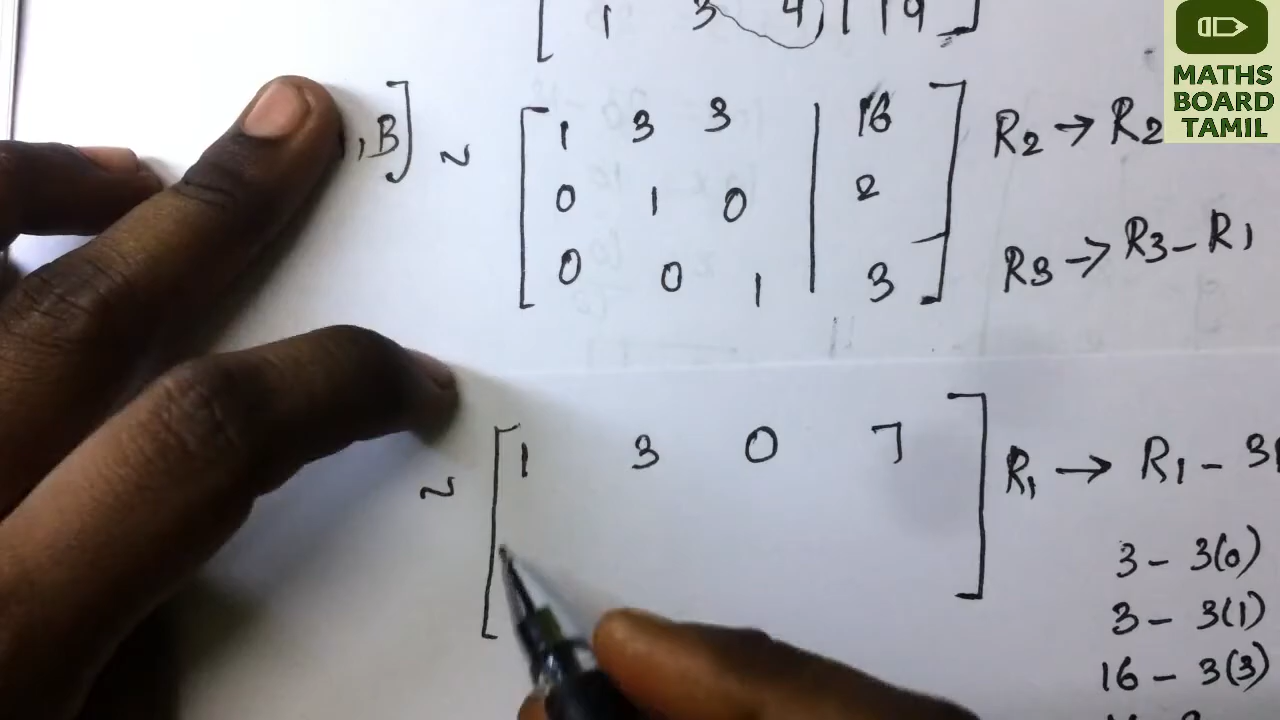 1 3 4 | 19
MATHS
BOARD
TAMIL
, B] ~ [ 1 3 3 | 16 ] R2 → R2
0 1 0 | 2
0 0 1 | 3 R3 → R3 - R1
~ [ 1 3 0 7 ] R1 → R1 - 3
3 - 3(0)
3 - 3(1)
16 - 3(3)